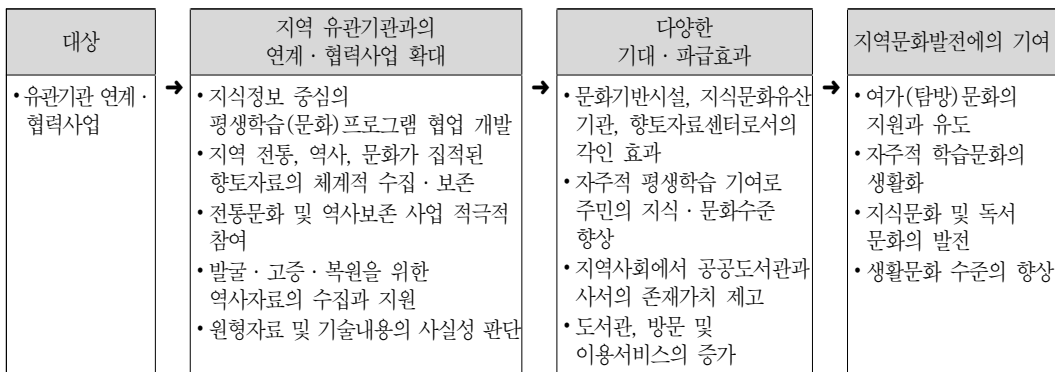 대상
• 유관기관 연계 ·
협력사업
➜
지역 유관기관과의
연계 · 협력사업 확대
• 지식정보 중심의
평생학습(문화)프로그램 협업 개발
• 지역 전통, 역사, 문화가 집적된
향토자료의 체계적 수집 · 보존
• 전통문화 및 역사보존 사업 적극적
참여
• 발굴 · 고증 · 복원을 위한
역사자료의 수집과 지원
• 원형자료 및 기술내용의 사실성 판단
➜
다양한
기대 · 파급효과
• 문화기반시설, 지식문화유산
기관, 향토자료센터로서의
각인 효과
• 자주적 평생학습 기여로
주민의 지식 · 문화수준
향상
• 지역사회에서 공공도서관과
사서의 존재가치 제고
• 도서관, 방문 및
이용서비스의 증가
➜
지역문화발전에의 기여
• 여가(탐방)문화의
지원과 유도
• 자주적 학습문화의
생활화
• 지식문화 및 독서
문화의 발전
• 생활문화 수준의 향상